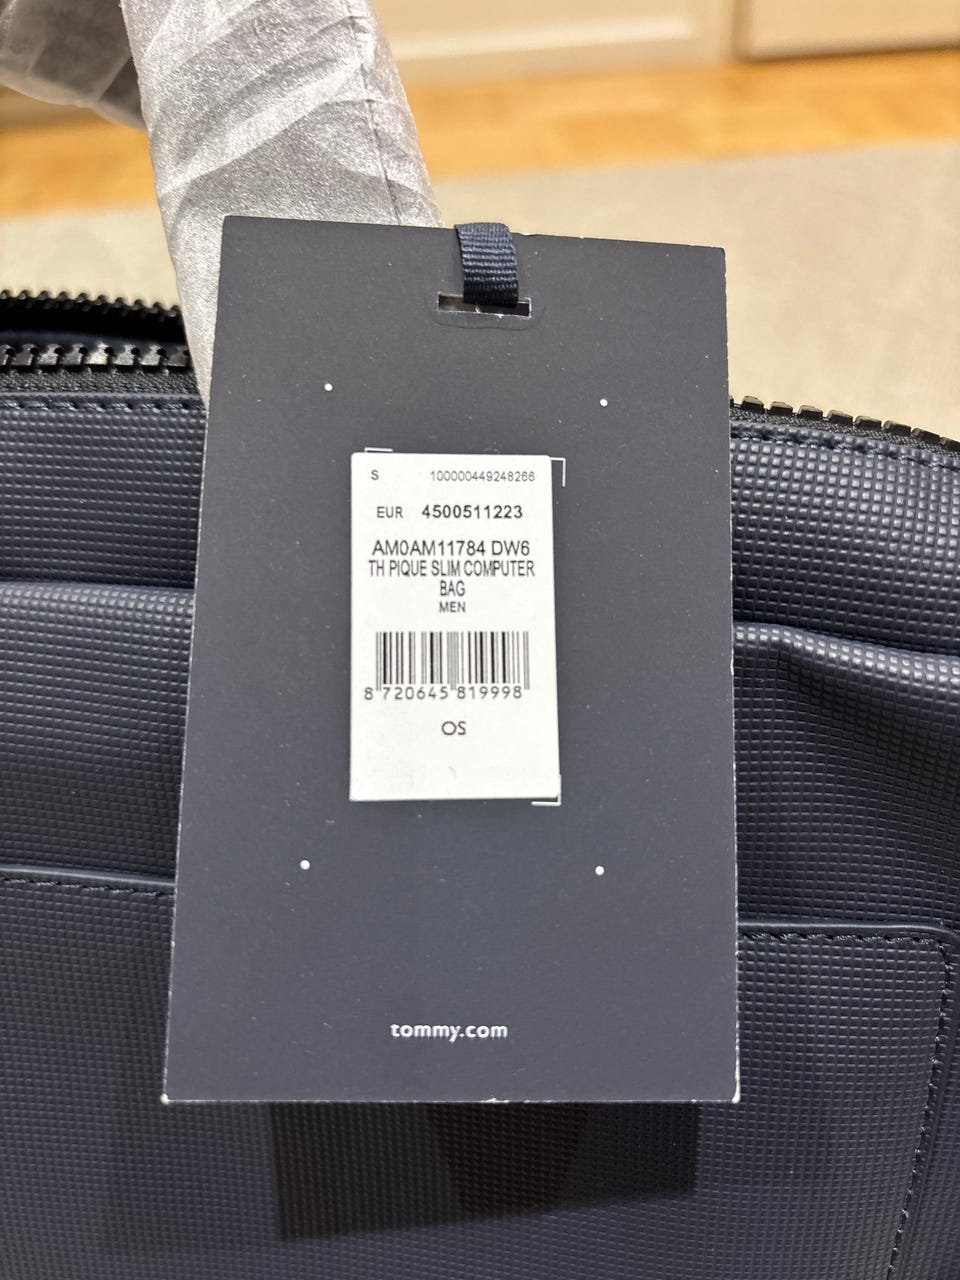 S 100000449248266
EUR 4500511223
AM0AM11784 DW6
TH PIQUE SLIM COMPUTER
BAG
MEN
8 720645 819998
OS
tommy.com